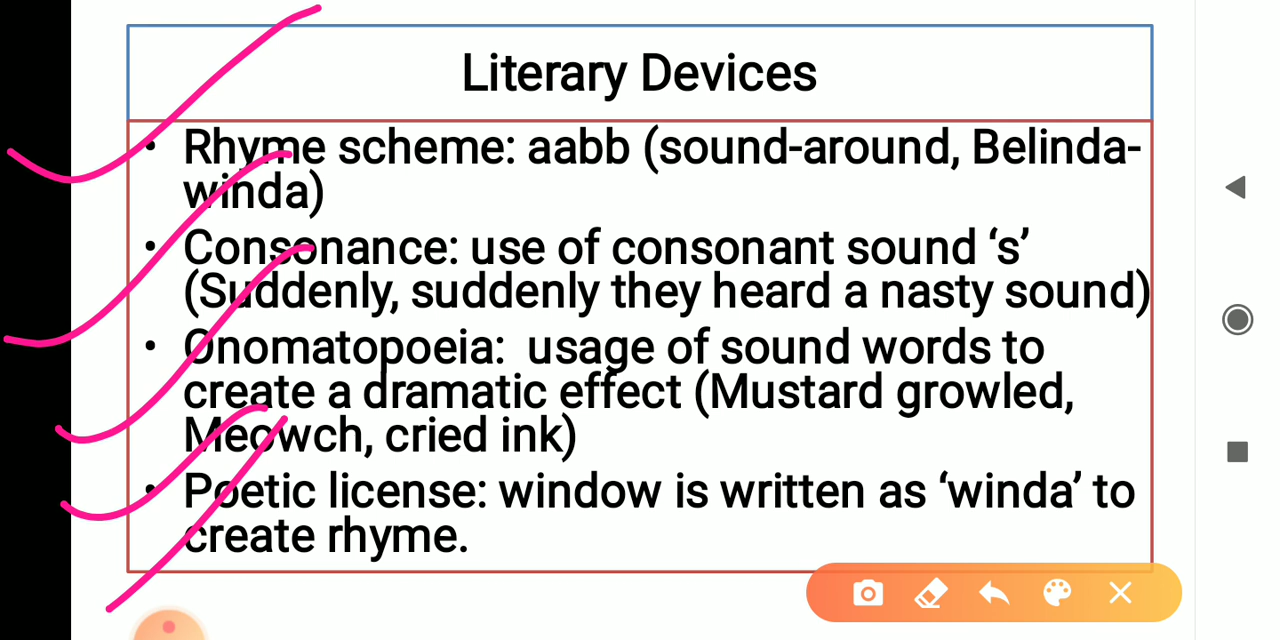 Literary Devices
• Rhyme scheme: aabb (sound-around, Belinda-
winda)
• Consonance: use of consonant sound ‘s’
(Suddenly, suddenly they heard a nasty sound)
• Onomatopoeia: usage of sound words to
create a dramatic effect (Mustard growled,
Meowch, cried ink)
• Poetic license: window is written as ‘winda’ to
create rhyme.